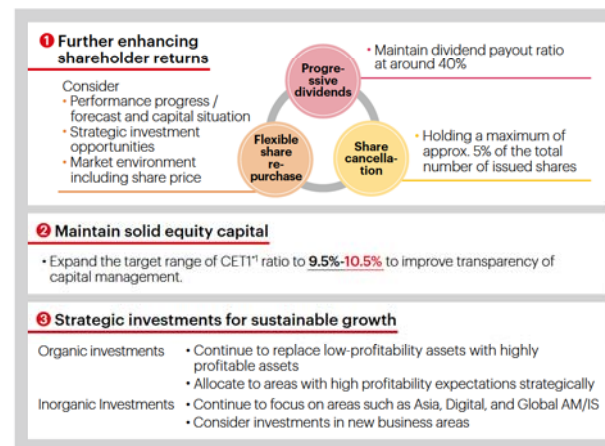 ❶ Further enhancing
shareholder returns
Consider
• Performance progress /
forecast and capital situation
• Strategic investment
opportunities
• Market environment
including share price
Progre-
ssive
dividends
• Maintain dividend payout ratio
at around 40%
Flexible
share
re-
purchase
Share
cancella-
tion
• Holding a maximum of
approx. 5% of the total
number of issued shares
❷ Maintain solid equity capital
• Expand the target range of CET1*1 ratio to 9.5%-10.5% to improve transparency of
capital management.
❸ Strategic investments for sustainable growth
Organic investments • Continue to replace low-profitability assets with highly
profitable assets
• Allocate to areas with high profitability expectations strategically
Inorganic Investments • Continue to focus on areas such as Asia, Digital, and Global AM/IS
• Consider investments in new business areas